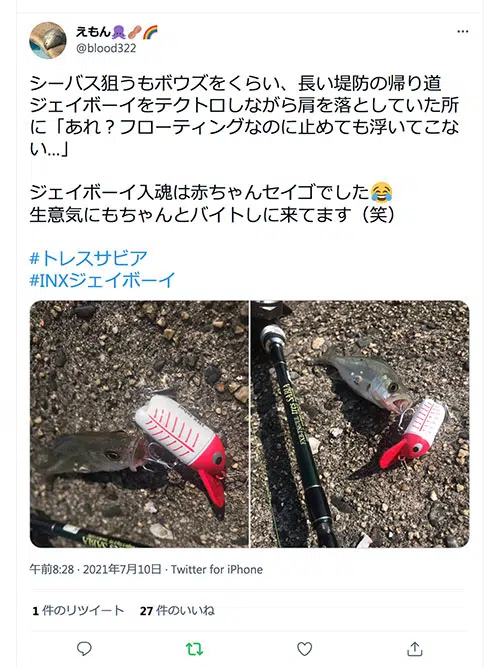 えもん🐙🥜🌈
@blood322
シーバス狙うもボウズをくらい、長い堤防の帰り道
ジェイボーイをテクトロしながら肩を落としていた所
に「あれ？フローティングなのに止めても浮いてこな
い...」
ジェイボーイ入魂は赤ちゃんセイゴでした😂
生意気にもちゃんとバイトしに来てます（笑）
#トレスサビア
#INXジェイボーイ
午前8:28 · 2021年7月10日 · Twitter for iPhone
1 件のリツイート 27 件のいいね